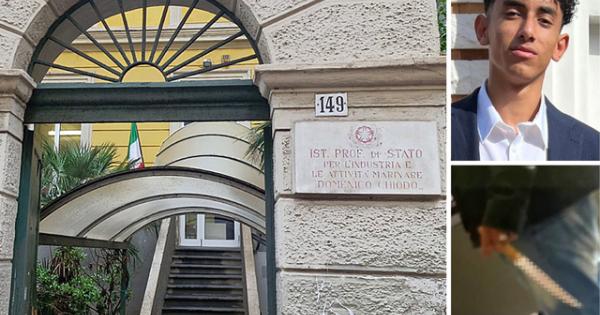 149
IST. PROF. DI STATO
PER L'INDUSTRIA E
LE ATTIVITÀ MARINARE
DOMENICO CHIODO